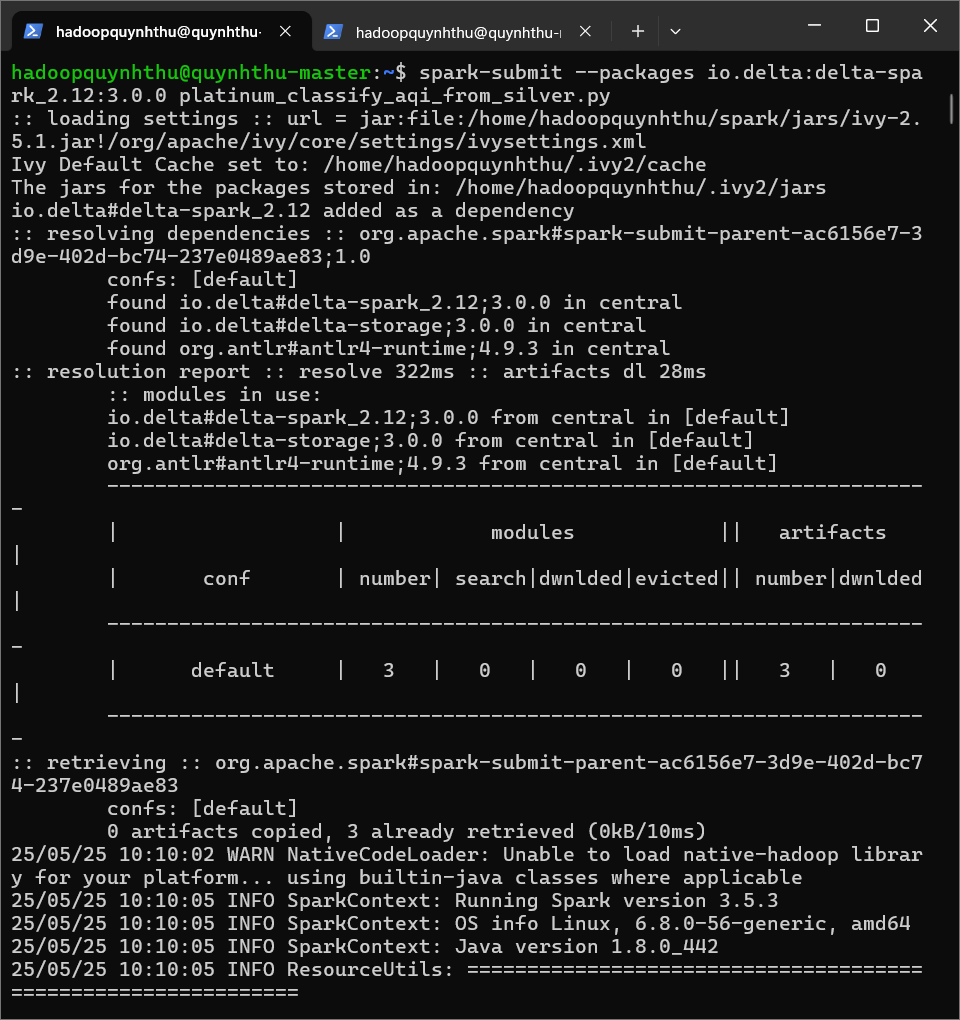 hadoopquynhthu@quynhthu-
hadoopquynhthu@quynhthu-
hadoopquynhthu@quynhthu-master:~$ spark-submit --packages io.delta:delta-spa
rk_2.12:3.0.0 platinum_classify_aqi_from_silver.py
:: loading settings :: url = jar:file:/home/hadoopquynhthu/spark/jars/ivy-2.
5.1.jar!/org/apache/ivy/core/settings/ivysettings.xml
Ivy Default Cache set to: /home/hadoopquynhthu/.ivy2/cache
The jars for the packages stored in: /home/hadoopquynhthu/.ivy2/jars
io.delta#delta-spark_2.12 added as a dependency
:: resolving dependencies :: org.apache.spark#spark-submit-parent-ac6156e7-3
d9e-402d-bc74-237e0489ae83;1.0
        confs: [default]
        found io.delta#delta-spark_2.12;3.0.0 in central
        found io.delta#delta-storage;3.0.0 in central
        found org.antlr#antlr4-runtime;4.9.3 in central
:: resolution report :: resolve 322ms :: artifacts dl 28ms
        :: modules in use:
        io.delta#delta-spark_2.12;3.0.0 from central in [default]
        io.delta#delta-storage;3.0.0 from central in [default]
        org.antlr#antlr4-runtime;4.9.3 from central in [default]
        --------------------------------------------------------------------
-
        |                  |            modules            ||   artifacts
|
        |       conf       | number| search|dwnlded|evicted|| number|dwnlded
|
        --------------------------------------------------------------------
-
        |      default     |   3   |   0   |   0   |   0   ||   3   |   0
|
        --------------------------------------------------------------------
-
:: retrieving :: org.apache.spark#spark-submit-parent-ac6156e7-3d9e-402d-bc7
4-237e0489ae83
        confs: [default]
        0 artifacts copied, 3 already retrieved (0kB/10ms)
25/05/25 10:10:02 WARN NativeCodeLoader: Unable to load native-hadoop librar
y for your platform... using builtin-java classes where applicable
25/05/25 10:10:05 INFO SparkContext: Running Spark version 3.5.3
25/05/25 10:10:05 INFO SparkContext: OS info Linux, 6.8.0-56-generic, amd64
25/05/25 10:10:05 INFO SparkContext: Java version 1.8.0_442
25/05/25 10:10:05 INFO ResourceUtils: ======================================
========================